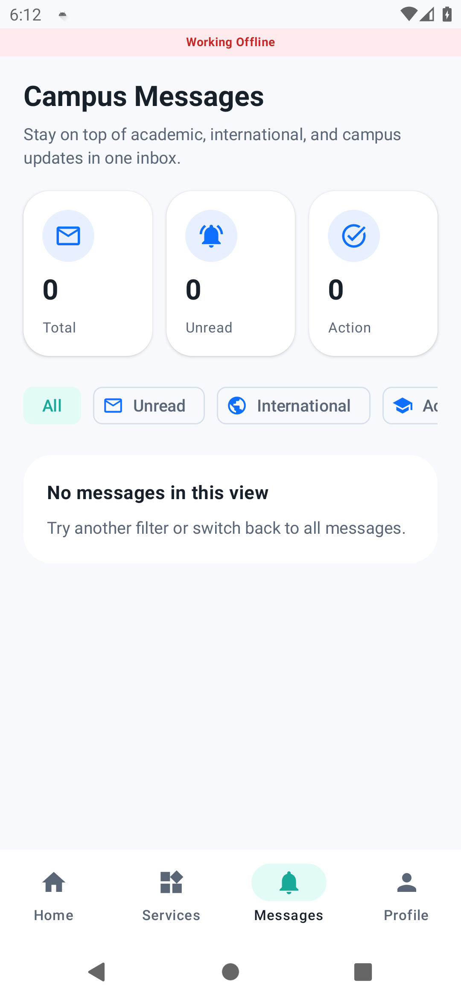 6:12
Working Offline
Campus Messages
Stay on top of academic, international, and campus
updates in one inbox.
0
0
0
Total
Unread
Action
All
Unread
International
Ac
No messages in this view
Try another filter or switch back to all messages.
Home
Services
Messages
Profile